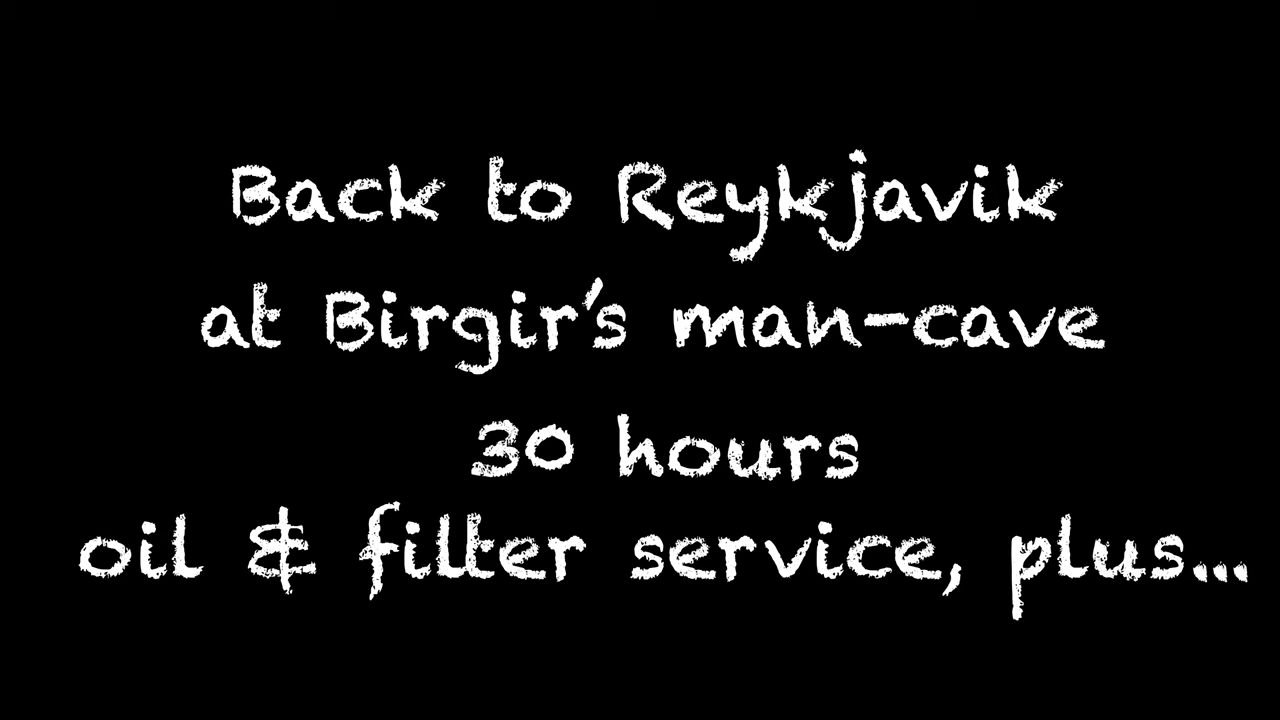 Back to Reykjavik
at Birgir's man-cave
30 hours
oil & filter service, plus...